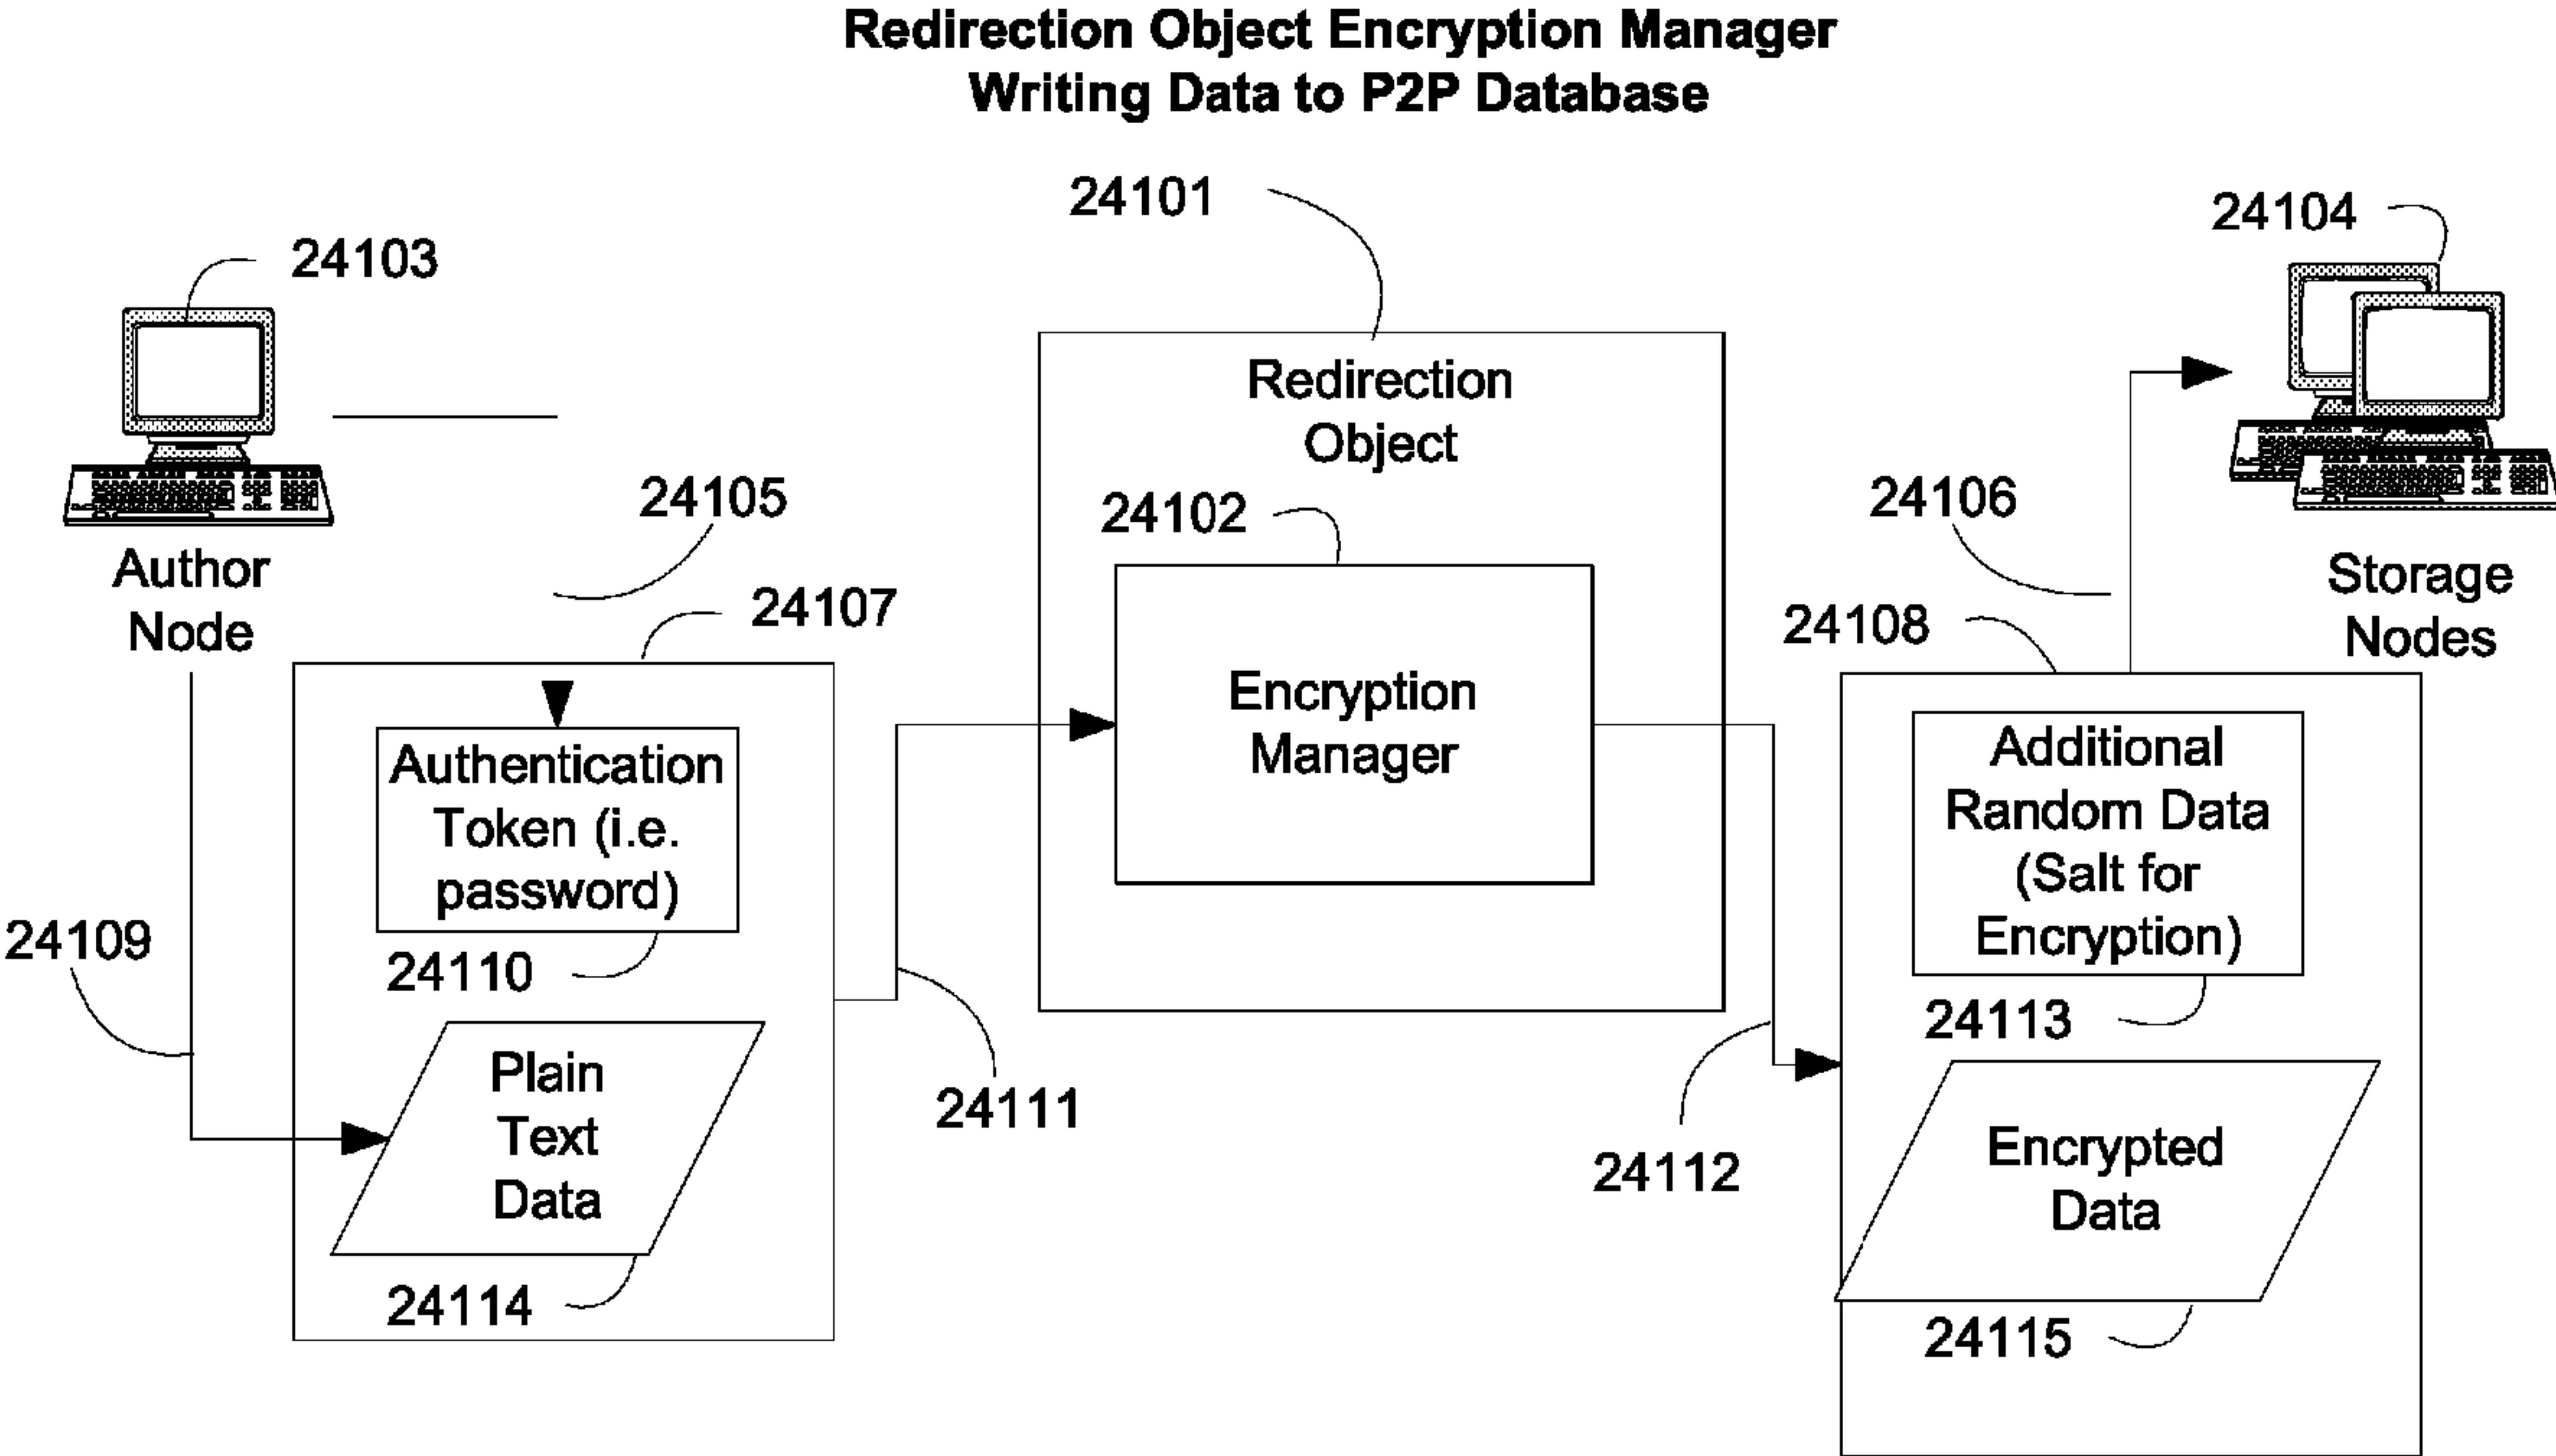 Redirection Object Encryption Manager
Writing Data to P2P Database
24101
24104
24103
Redirection
Object
24105
24102
24106
Author
Node
24107
Storage
Nodes
24108
Encryption
Manager
Authentication
Token (i.e.
password)
Additional
Random Data
(Salt for
Encryption)
24109
24110
24113
Plain
Text
Data
24111
24112
Encrypted
Data
24114
24115